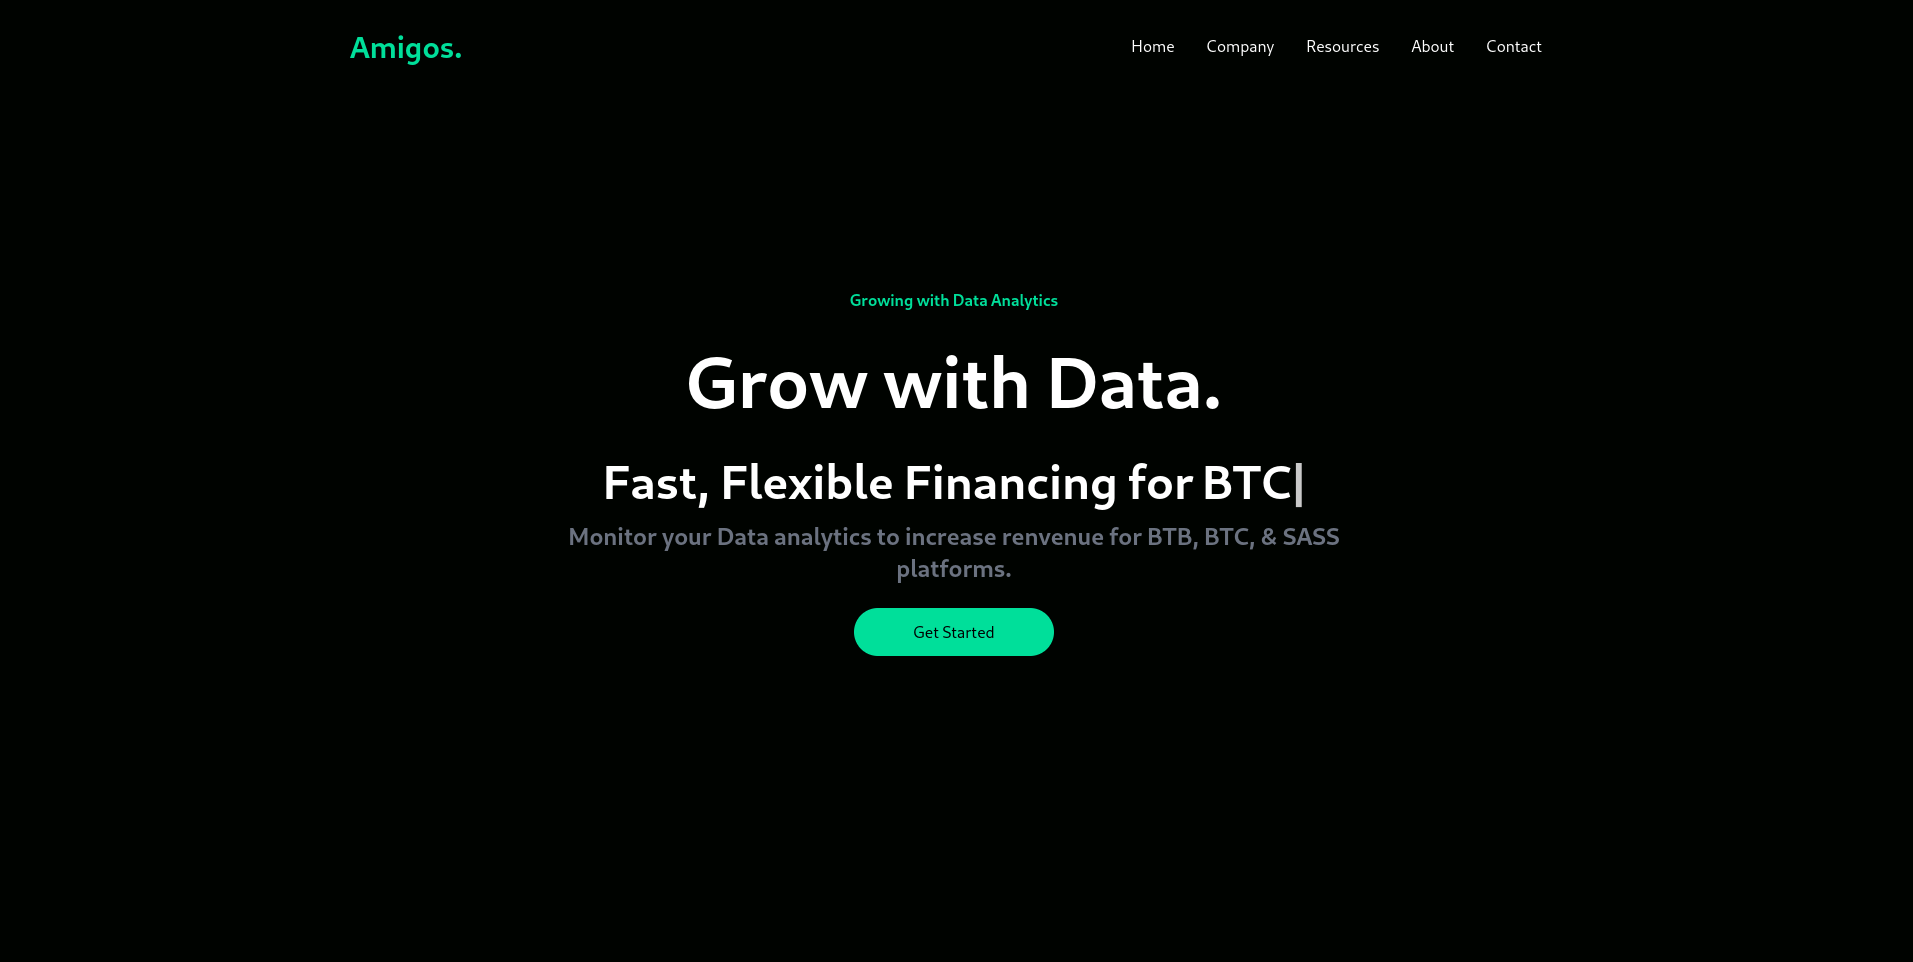 Amigos.
Home Company Resources About Contact
Growing with Data Analytics
Grow with Data.
Fast, Flexible Financing for BTC|
Monitor your Data analytics to increase renvenue for BTB, BTC, & SASS
platforms.
Get Started